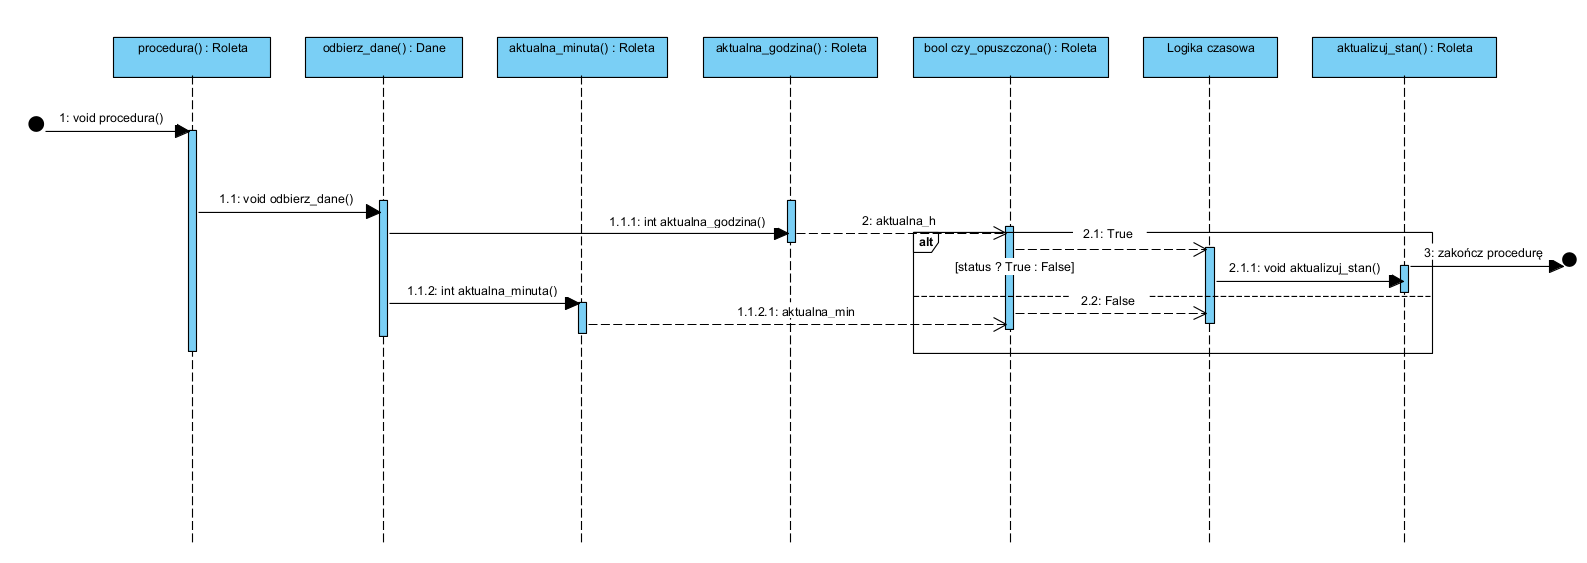 procedura() : Roleta
odbierz_dane() : Dane
aktualna_minuta() : Roleta
aktualna_godzina() : Roleta
bool czy_opuszczona() : Roleta
Logika czasowa
aktualizuj_stan() : Roleta
1: void procedura()
1.1: void odbierz_dane()
1.1.1: int aktualna_godzina()
2: aktualna_h
2.1: True
alt
3: zakończ procedurę
[status ? True : False]
2.1.1: void aktualizuj_stan()
1.1.2: int aktualna_minuta()
2.2: False
1.1.2.1: aktualna_min